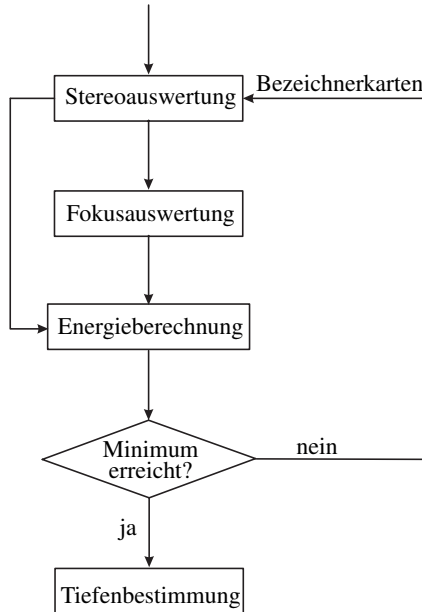 Bezeichnerkarten
Stereoauswertung
Fokusauswertung
Energieberechnung
Minimum
erreicht?
nein
ja
Tiefenbestimmung